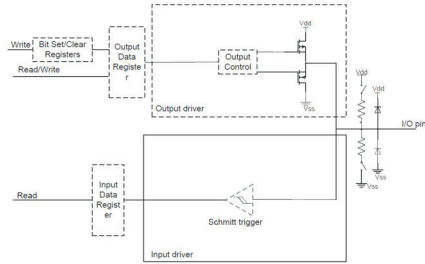 Vdd
Write
Bit Set/Clear
Registers
Output
Data
Registe
r
Output
Control
Read/Write
Vss
Output driver
Vdd
Vdd
I/O pin
Vss
Vss
Input
Data
Regist
er
Read
Schmitt trigger
Input driver